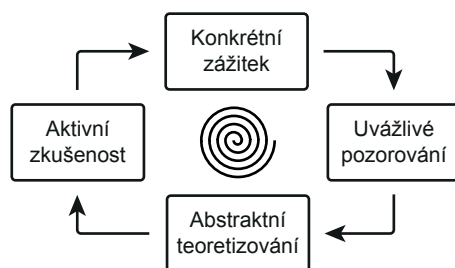 Konkrétní
zážitek
Aktivní
zkušenost
Uvážlivé
pozorování
Abstraktní
teoretizování